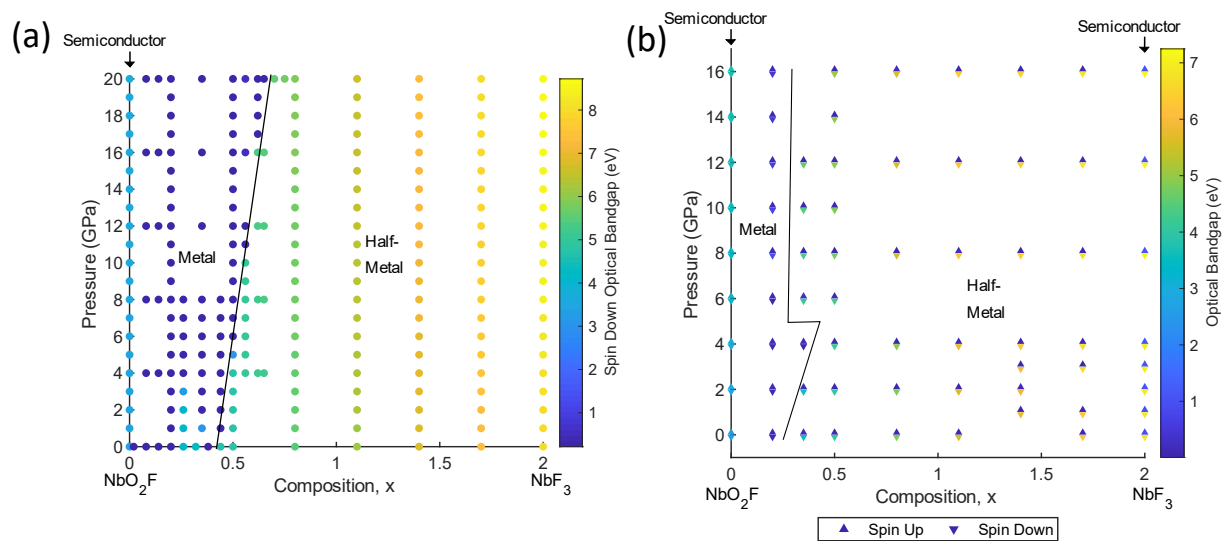 (a)
Semiconductor
20
18
16
14
12
10
8
6
4
2
0
Pressure (GPa)
Metal
Half-
Metal
0
0.5
1
1.5
2
NbO2F
Composition, x
NbF3
8
7
6
5
4
3
2
1
Spin Down Optical Bandgap (eV)
(b)
Semiconductor
Semiconductor
16
14
12
10
8
6
4
2
0
Pressure (GPa)
Metal
Half-
Metal
0
0.5
1
1.5
2
NbO2F
Composition, x
NbF3
7
6
5
4
3
2
1
Optical Bandgap (eV)
Spin Up Spin Down